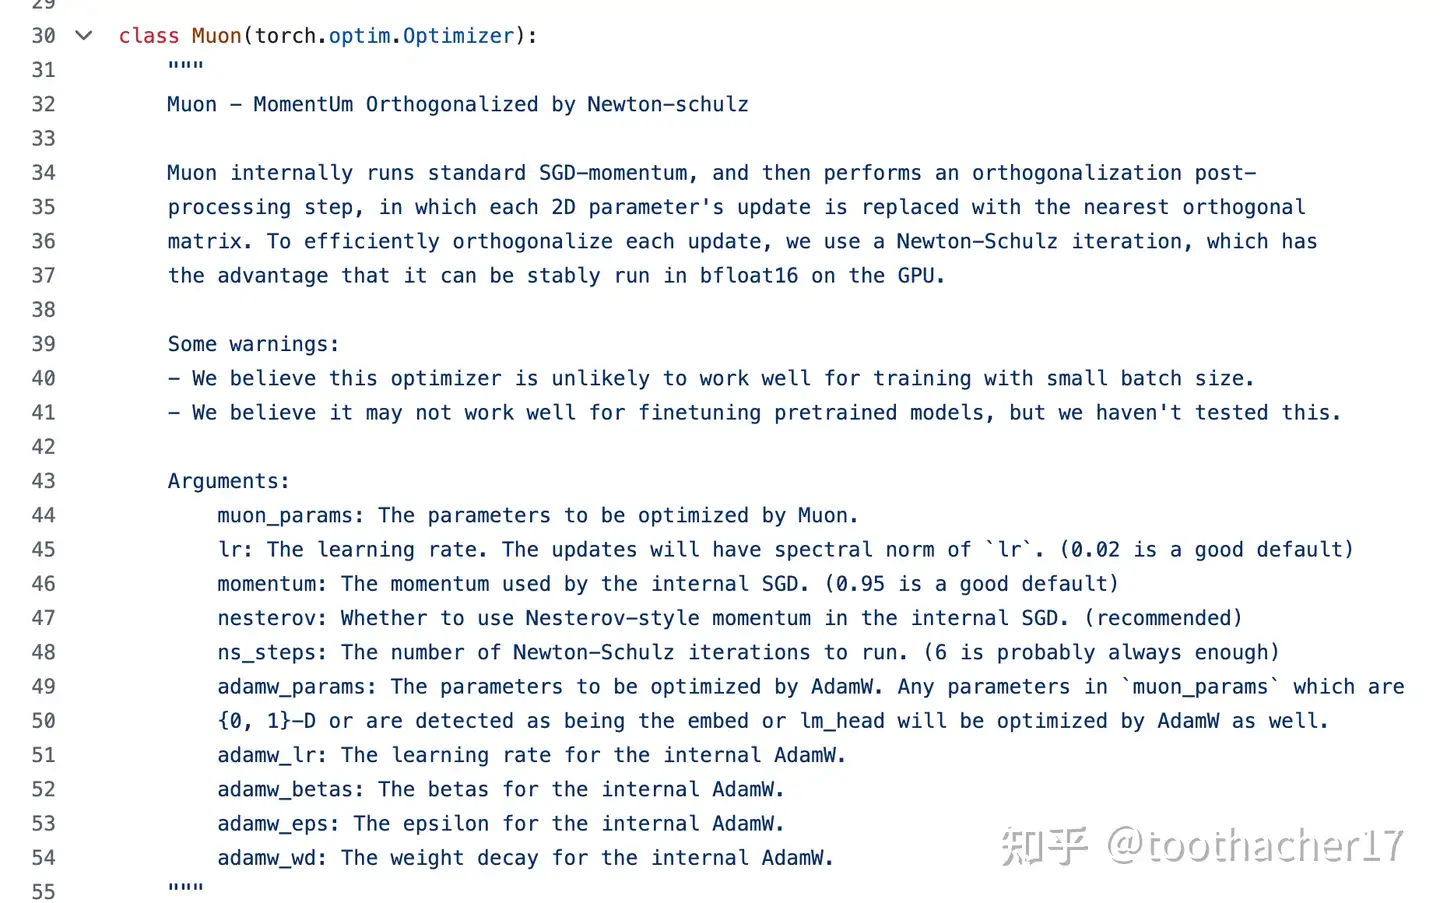 29
30 class Muon(torch.optim.Optimizer):
31 """
32 Muon - MomentUm Orthogonalized by Newton-schulz
33
34 Muon internally runs standard SGD-momentum, and then performs an orthogonalization post-
35 processing step, in which each 2D parameter's update is replaced with the nearest orthogonal
36 matrix. To efficiently orthogonalize each update, we use a Newton-Schulz iteration, which has
37 the advantage that it can be stably run in bfloat16 on the GPU.
38
39 Some warnings:
40 - We believe this optimizer is unlikely to work well for training with small batch size.
41 - We believe it may not work well for finetuning pretrained models, but we haven't tested this.
42
43 Arguments:
44 muon_params: The parameters to be optimized by Muon.
45 lr: The learning rate. The updates will have spectral norm of `lr`. (0.02 is a good default)
46 momentum: The momentum used by the internal SGD. (0.95 is a good default)
47 nesterov: Whether to use Nesterov-style momentum in the internal SGD. (recommended)
48 ns_steps: The number of Newton-Schulz iterations to run. (6 is probably always enough)
49 adamw_params: The parameters to be optimized by AdamW. Any parameters in `muon_params` which are
50 {0, 1}-D or are detected as being the embed or lm_head will be optimized by AdamW as well.
51 adamw_lr: The learning rate for the internal AdamW.
52 adamw_betas: The betas for the internal AdamW.
53 adamw_eps: The epsilon for the internal AdamW.
54 adamw_wd: The weight decay for the internal AdamW.
55 """
知乎 @toothacher17